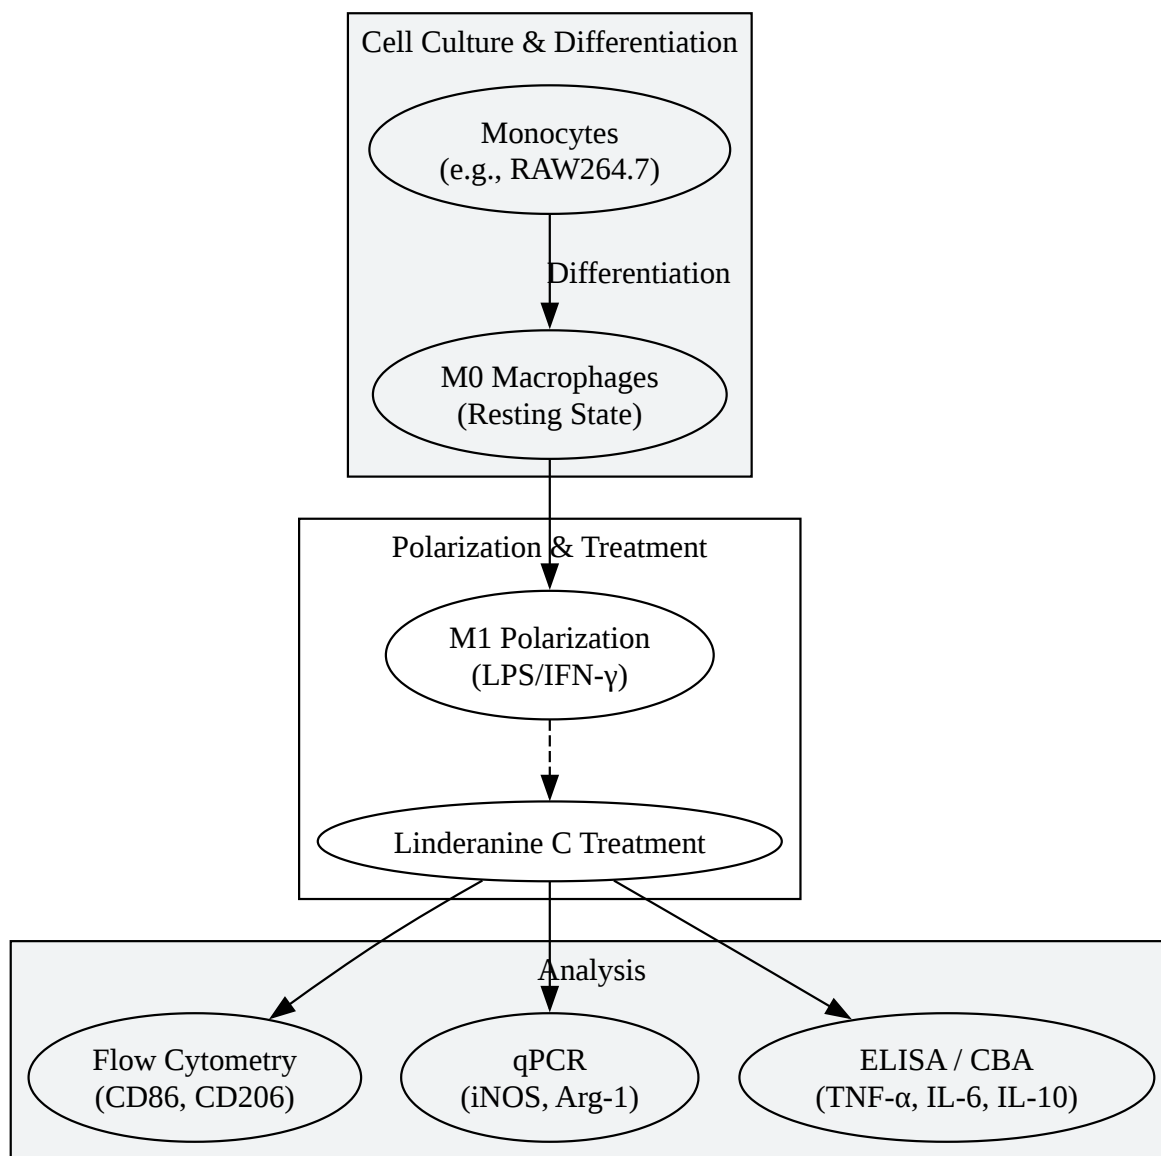 Cell Culture & Differentiation
Monocytes
(e.g., RAW264.7)
Differentiation
M0 Macrophages
(Resting State)
Polarization & Treatment
M1 Polarization
(LPS/IFN-γ)
Linderanine C Treatment
Analysis
Flow Cytometry
(CD86, CD206)
qPCR
(iNOS, Arg-1)
ELISA / CBA
(TNF-α, IL-6, IL-10)